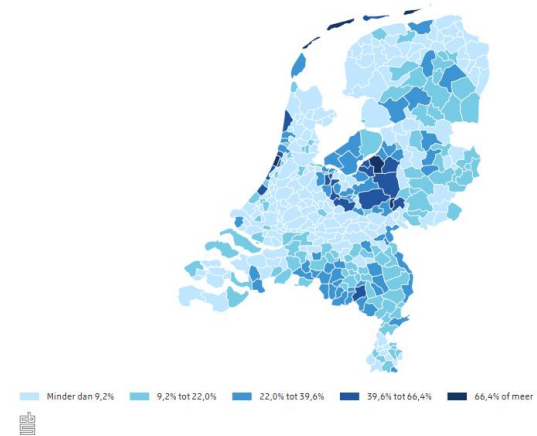 Minder dan 9,2%
9,2% tot 22,0%
22,0% tot 39,6%
39,6% tot 66,4%
66,4% of meer